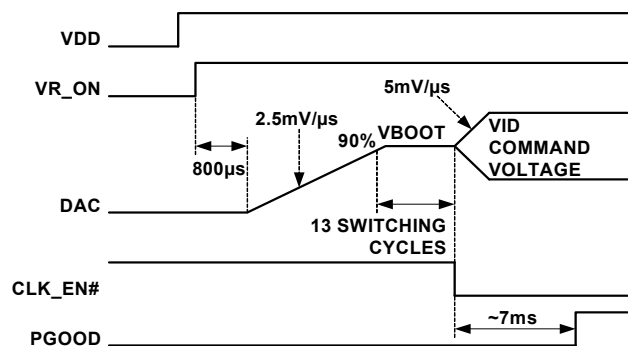 VDD
VR_ON
5mV/µs
2.5mV/µs
90%
VBOOT
VID
COMMAND
VOLTAGE
800µs
DAC
13 SWITCHING
CYCLES
CLK_EN#
~7ms
PGOOD